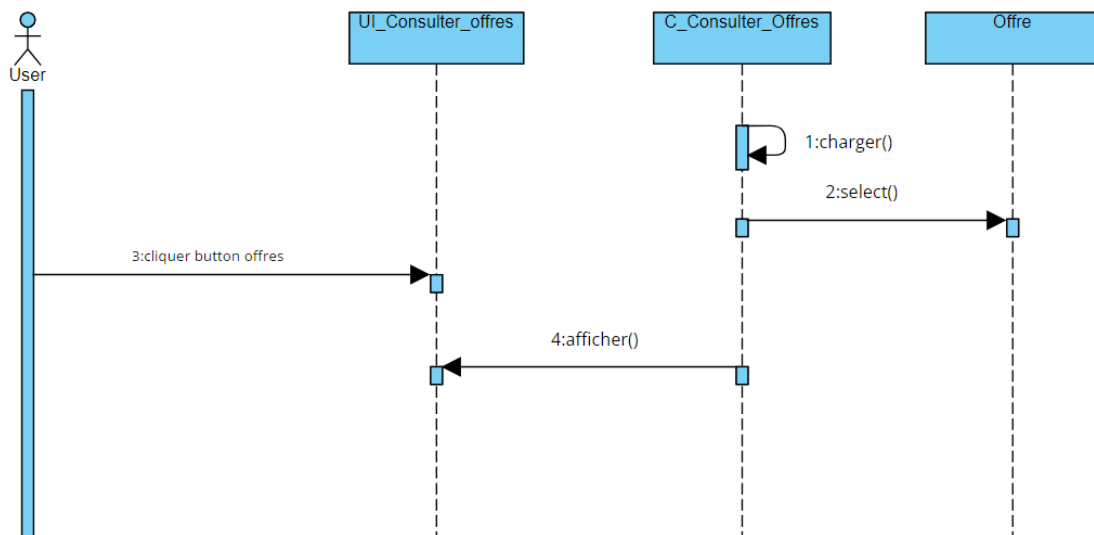 UI_Consulter_offres
C_Consulter_Offres
Offre
User
1:charger()
2:select()
3:cliquer button offres
4:afficher()